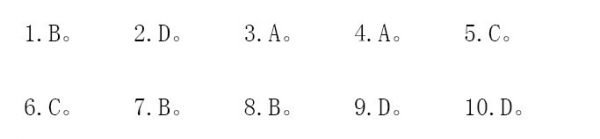 1.B。 2.D。 3.A。 4.A。 5.C。
6.C。 7.B。 8.B。 9.D。 10.D。